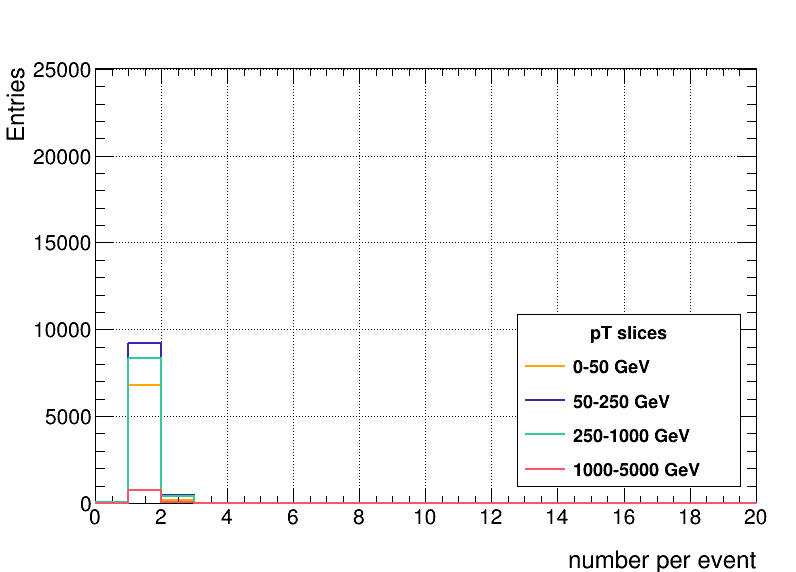 Entries
25000
20000
15000
10000
5000
0
0 2 4 6 8 10 12 14 16 18 20
number per event
pT slices
0-50 GeV
50-250 GeV
250-1000 GeV
1000-5000 GeV